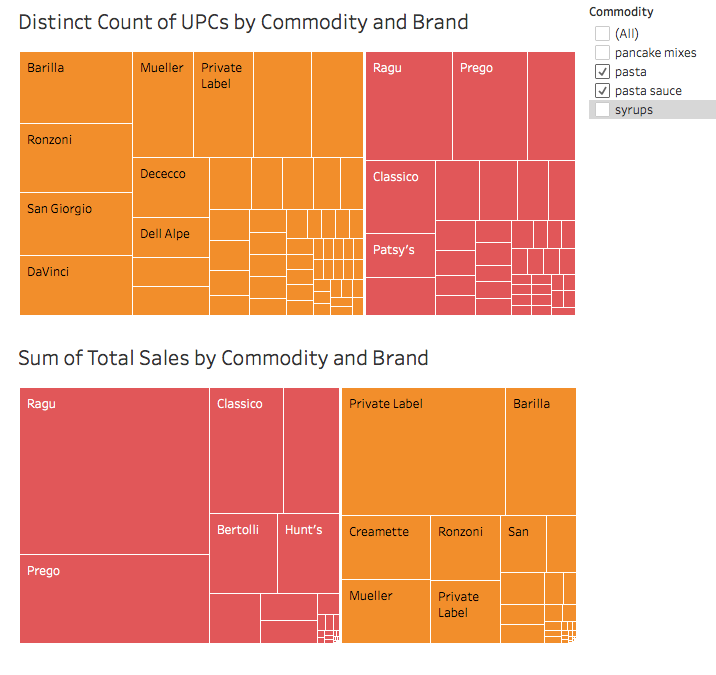 Distinct Count of UPCs by Commodity and Brand
Commodity
(All)
pancake mixes
pasta
pasta sauce
syrups
Barilla
Mueller
Private
Label
Ragu
Prego
Ronzoni
Dececco
Classico
San Giorgio
Dell Alpe
Patsy's
DaVinci
Sum of Total Sales by Commodity and Brand
Ragu
Classico
Private Label
Barilla
Bertolli
Hunt's
Creamette
Ronzoni
San
Prego
Mueller
Private
Label